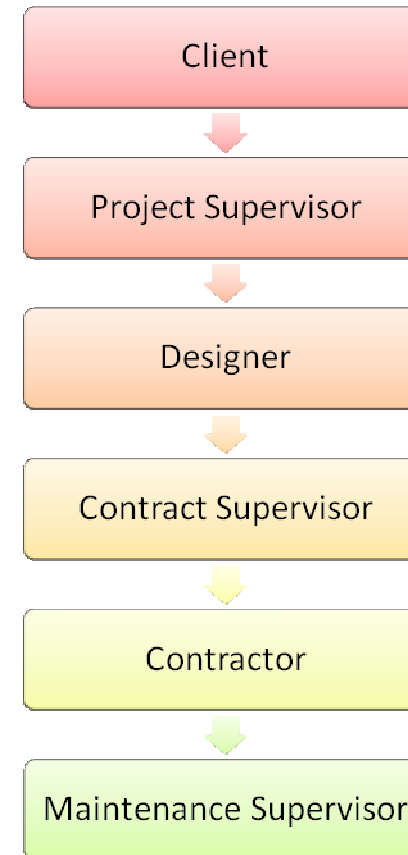 Client
Project Supervisor
Designer
Contract Supervisor
Contractor
Maintenance Supervisor